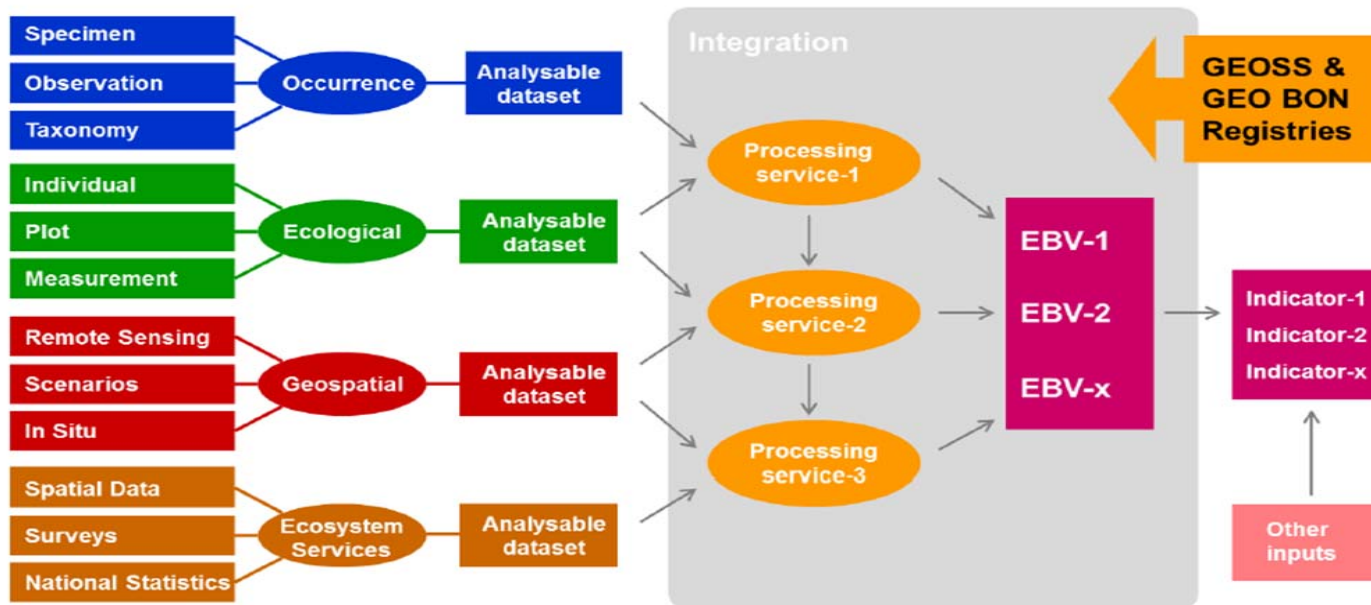 Specimen
Observation
Taxonomy
Occurrence
Analysable
dataset
Individual
Plot
Measurement
Ecological
Analysable
dataset
Remote Sensing
Scenarios
In Situ
Geospatial
Analysable
dataset
Spatial Data
Surveys
National Statistics
Ecosystem
Services
Analysable
dataset
Integration
Processing
service-1
Processing
service-2
Processing
service-3
EBV-1
EBV-2
EBV-x
GEOSS &
GEO BON
Registries
Indicator-1
Indicator-2
Indicator-x
Other
inputs